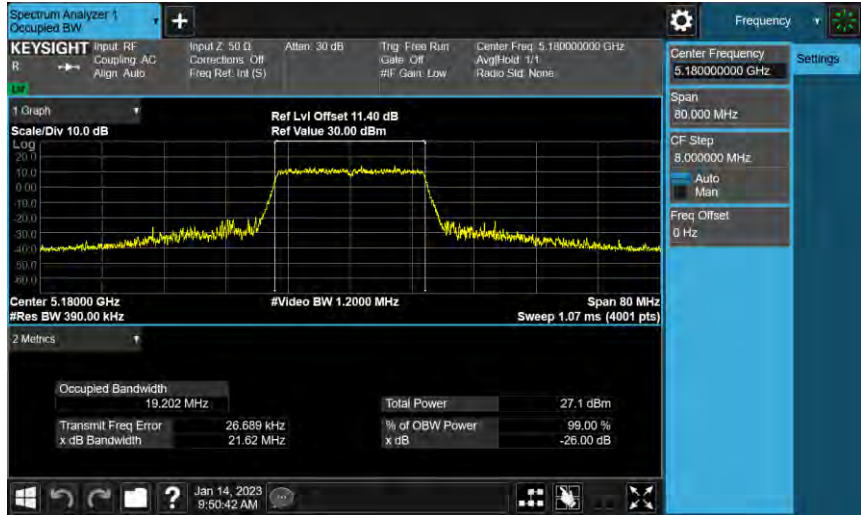 Spectrum Analyzer 1
Occupied BW
Frequency
KEYSIGHT
R
Input: RF
Coupling: AC
Align: Auto
Input Z: 50 Ω
Corrections: Off
Freq Ref: Int (S)
Atten: 30 dB
Trig: Free Run
Gate: Off
#IF Gain: Low
Center Freq: 5.180000000 GHz
Avg|Hold: 1/1
Radio Std: None
Center Frequency
5.180000000 GHz
Settings
Span
80.000 MHz
CF Step
8.000000 MHz
Auto
Man
Freq Offset
0 Hz
1 Graph
Scale/Div 10.0 dB
Ref Lvl Offset 11.40 dB
Ref Value 30.00 dBm
Log
20.0
10.0
0.00
-10.0
-20.0
-30.0
-40.0
-50.0
-60.0
Center 5.18000 GHz
#Video BW 1.2000 MHz
Span 80 MHz
#Res BW 390.00 kHz
Sweep 1.07 ms (4001 pts)
2 Metrics
Occupied Bandwidth
19.202 MHz
Total Power 27.1 dBm
Transmit Freq Error 26.689 kHz
% of OBW Power 99.00 %
x dB Bandwidth 21.62 MHz
x dB -26.00 dB
Jan 14, 2023
9:50:42 AM